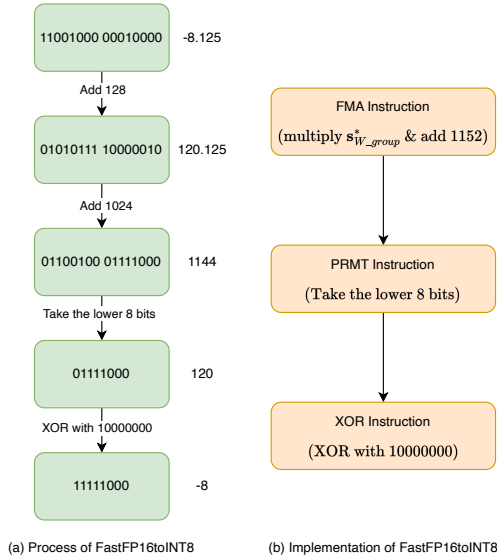 11001000 00010000 -8.125
Add 128
01010111 10000010 120.125
Add 1024
01100100 01111000 1144
Take the lower 8 bits
01111000 120
XOR with 10000000
11111000 -8
(a) Process of FastFP16toINT8
FMA Instruction
(multiply s*W_group & add 1152)
PRMT Instruction
(Take the lower 8 bits)
XOR Instruction
(XOR with 10000000)
(b) Implementation of FastFP16toINT8